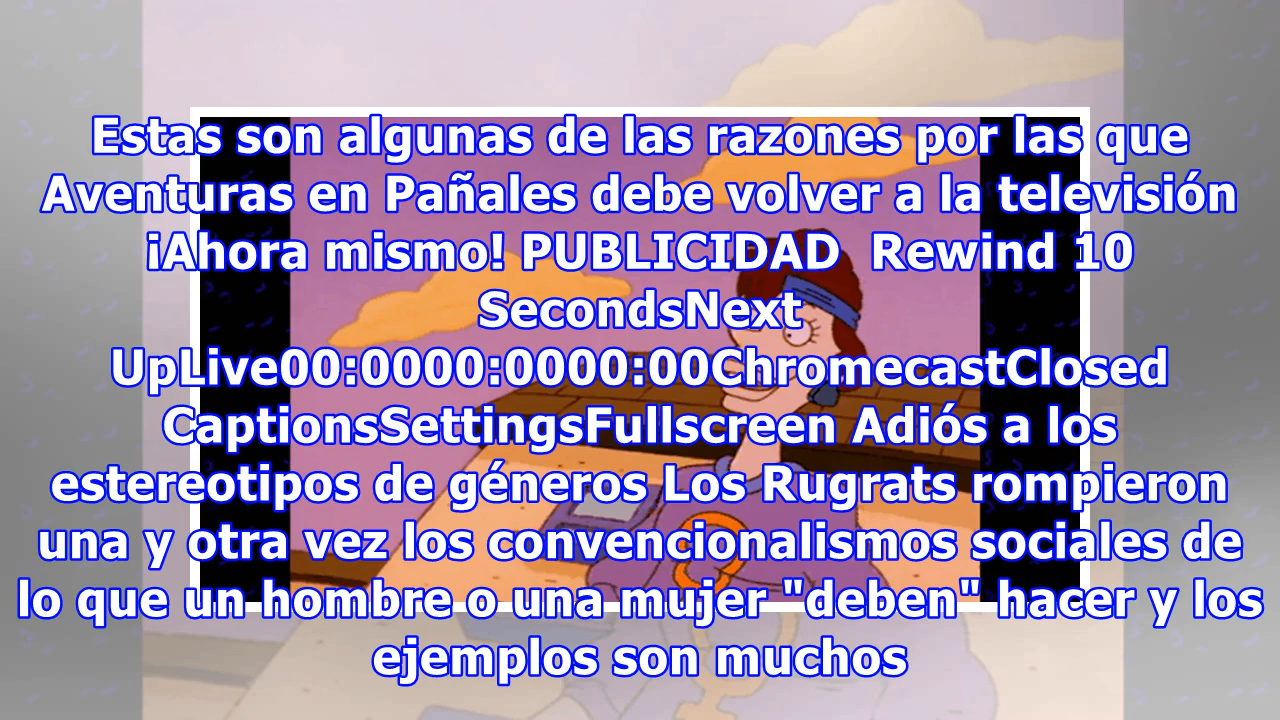 Estas son algunas de las razones por las que
Aventuras en Pañales debe volver a la televisión
¡Ahora mismo! PUBLICIDAD  Rewind 10
SecondsNext
UpLive00:0000:0000:00ChromecastClosed
CaptionsSettingsFullscreen Adiós a los
estereotipos de géneros Los Rugrats rompieron
una y otra vez los convencionalismos sociales de
lo que un hombre o una mujer "deben" hacer y los
ejemplos son muchos